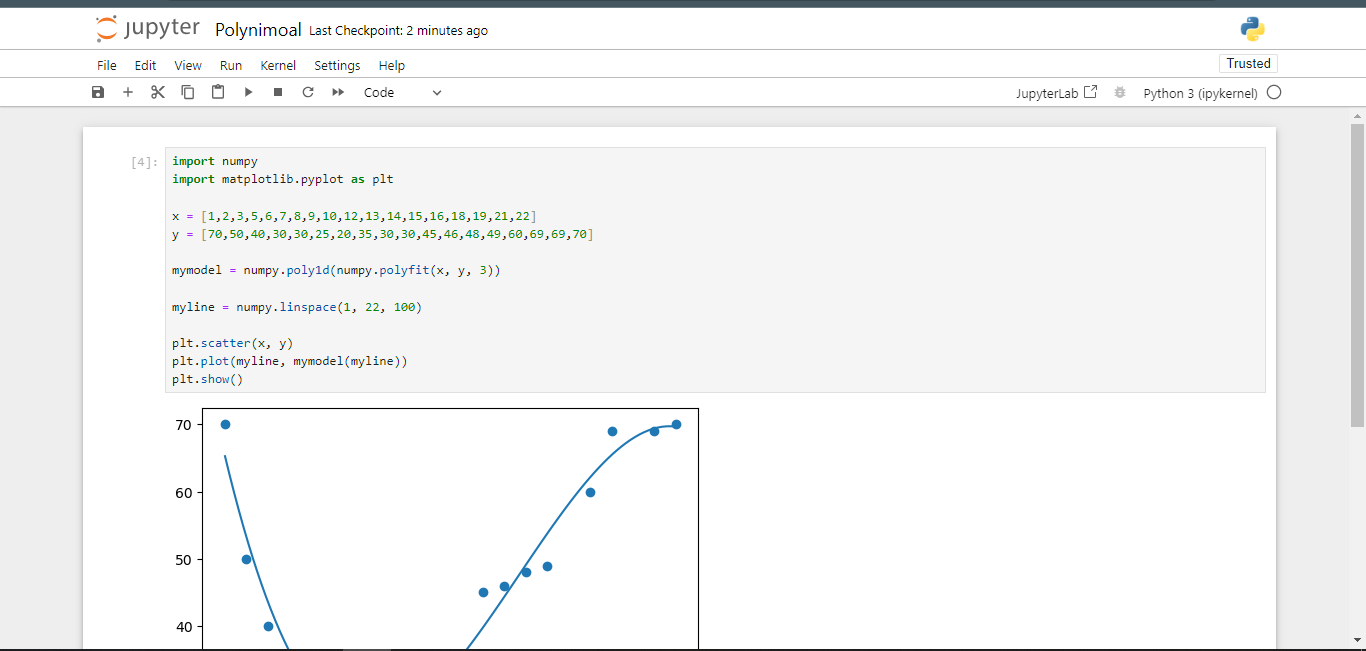 jupyter Polynimoal Last Checkpoint: 2 minutes ago
File Edit View Run Kernel Settings Help
Trusted
Code
JupyterLab
Python 3 (ipykernel)
[4]:
import numpy
import matplotlib.pyplot as plt
x = [1,2,3,5,6,7,8,9,10,12,13,14,15,16,18,19,21,22]
y = [70,50,40,30,30,25,20,35,30,30,45,46,48,49,60,69,69,70]
mymodel = numpy.poly1d(numpy.polyfit(x, y, 3))
myline = numpy.linspace(1, 22, 100)
plt.scatter(x, y)
plt.plot(myline, mymodel(myline))
plt.show()
70
60
50
40